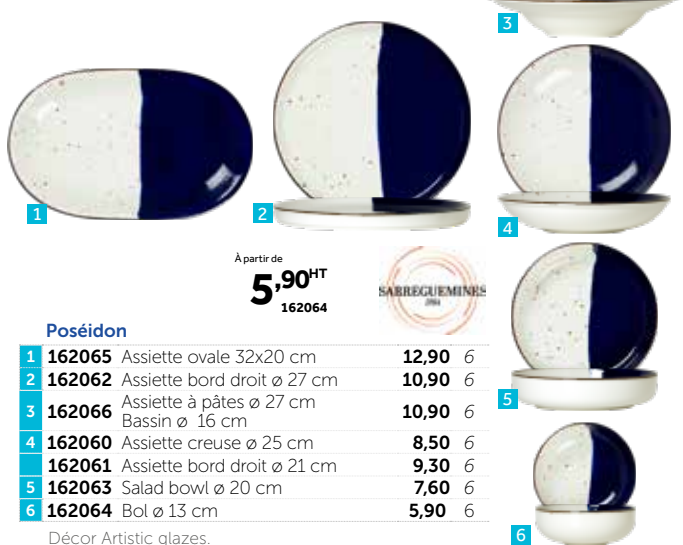 3
1
2
4
À partir de
5,90HT
162064
SARREGUEMINES
Poséidon
1 162065 Assiette ovale 32x20 cm 12,90 6
2 162062 Assiette bord droit ø 27 cm 10,90 6
3 162066 Assiette à pâtes ø 27 cm
Bassin ø 16 cm 10,90 6
4 162060 Assiette creuse ø 25 cm 8,50 6
162061 Assiette bord droit ø 21 cm 9,30 6
5 162063 Salad bowl ø 20 cm 7,60 6
6 162064 Bol ø 13 cm 5,90 6
Décor Artistic glazes.
5
6